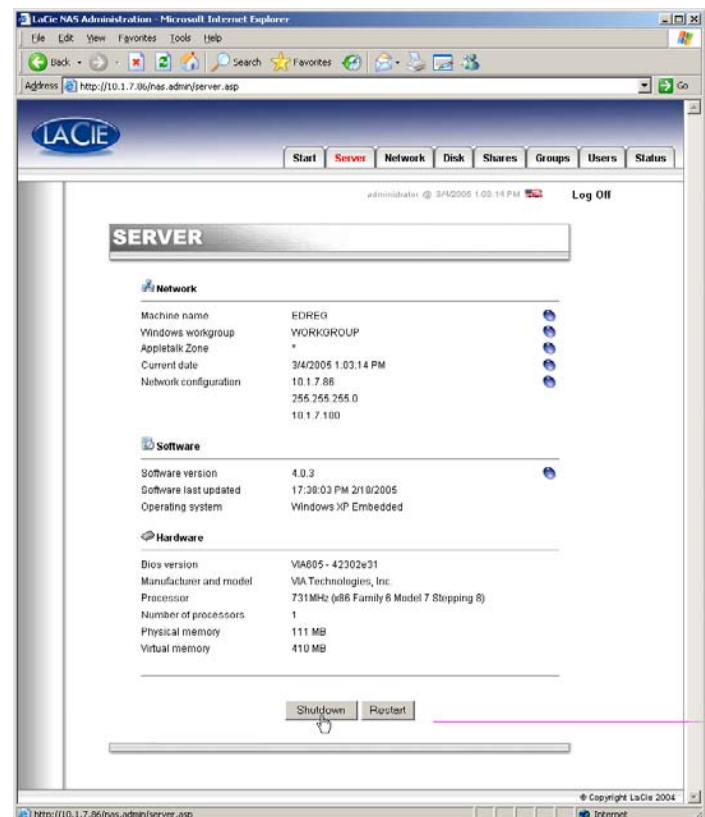 LaCie NAS Administration - Microsoft Internet Explorer
File Edit View Favorites Tools Help
Back Search Favorites
Address http://10.1.7.86/nas.admin/server.asp Go
LACIE
Start Server Network Disk Shares Groups Users Status
administrator @ 3/4/2005 1:03:14 PM Log Off
SERVER
Network
Machine name EDREG
Windows workgroup WORKGROUP
Appletalk Zone *
Current date 3/4/2005 1:03:14 PM
Network configuration 10.1.7.86
255.255.255.0
10.1.7.100
Software
Software version 4.0.3
Software last updated 17:38:03 PM 2/18/2005
Operating system Windows XP Embedded
Hardware
Bios version VIA605 - 42302e31
Manufacturer and model VIA Technologies, Inc.
Processor 731MHz (x86 Family 6 Model 7 Stepping 8)
Number of processors 1
Physical memory 111 MB
Virtual memory 410 MB
Shutdown Restart
© Copyright LaCie 2004
http://10.1.7.86/nas.admin/server.asp Internet